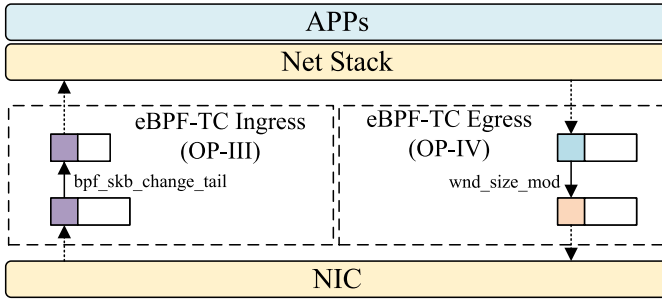 APPs
Net Stack
eBPF-TC Ingress
(OP-III)
bpf_skb_change_tail
eBPF-TC Egress
(OP-IV)
wnd_size_mod
NIC